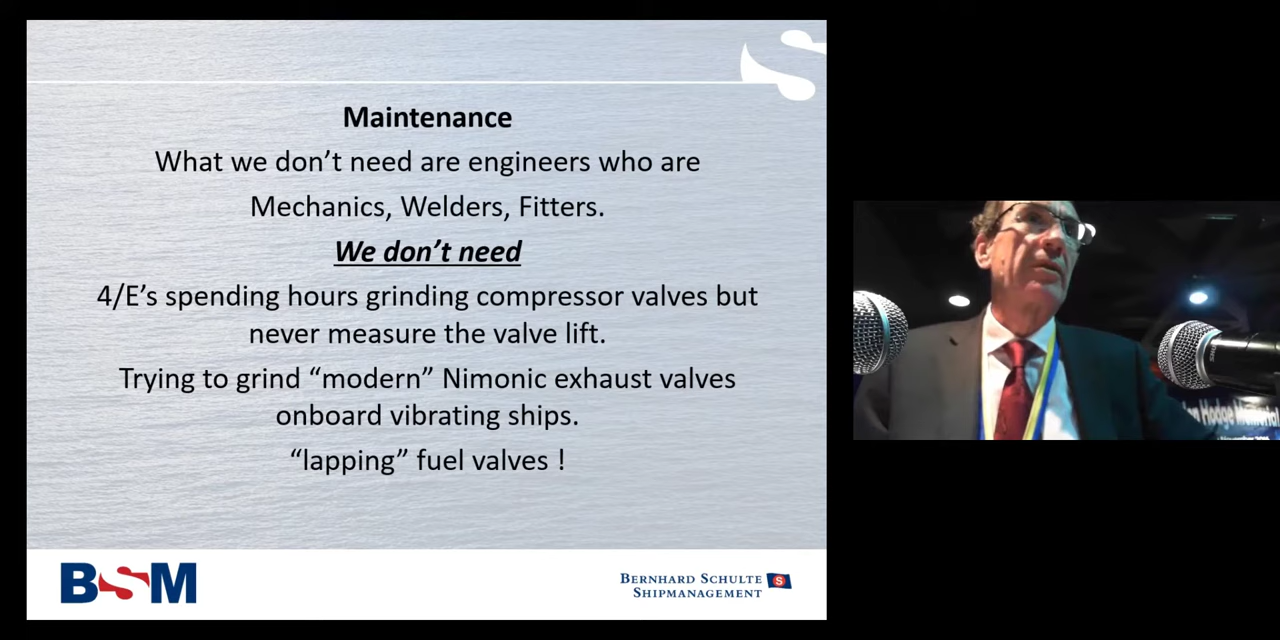 Maintenance
What we don’t need are engineers who are
Mechanics, Welders, Fitters.
We don’t need
4/E’s spending hours grinding compressor valves but
never measure the valve lift.
Trying to grind “modern” Nimonic exhaust valves
onboard vibrating ships.
“lapping” fuel valves !
BSM
BERNHARD SCHULTE
SHIPMANAGEMENT
S
Hodge Memorial